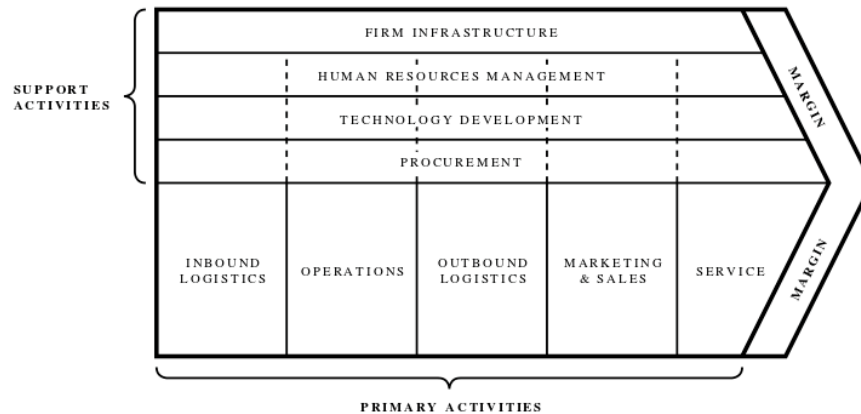 FIRM INFRASTRUCTURE
HUMAN RESOURCES MANAGEMENT
TECHNOLOGY DEVELOPMENT
PROCUREMENT
SUPPORT
ACTIVITIES
MARGIN
INBOUND
LOGISTICS
OPERATIONS
OUTBOUND
LOGISTICS
MARKETING
& SALES
SERVICE
MARGIN
PRIMARY ACTIVITIES